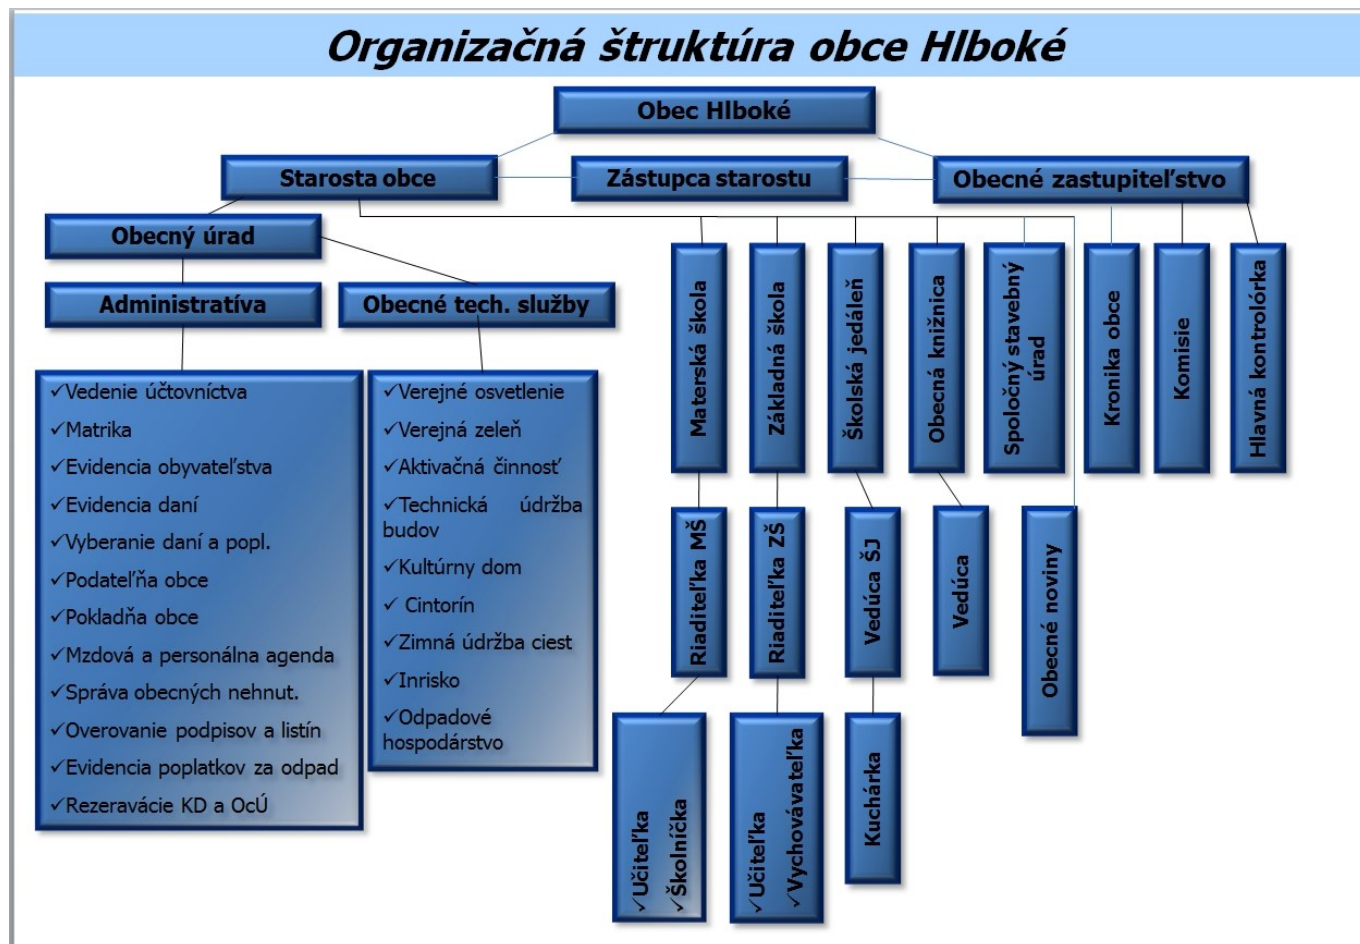 Organizačná štruktúra obce Hlboké
Obec Hlboké
Starosta obce
Zástupca starostu
Obecné zastupiteľstvo
Obecný úrad
Administratíva
Obecné tech. služby
✓Vedenie účtovníctva
✓Matrika
✓Evidencia obyvateľstva
✓Evidencia daní
✓Vyberanie daní a popl.
✓Podateľňa obce
✓Pokladňa obce
✓Mzdová a personálna agenda
✓Správa obecných nehnut.
✓Overovanie podpisov a listín
✓Evidencia poplatkov za odpad
✓Rezeravácie KD a OcÚ
✓Verejné osvetlenie
✓Verejná zeleň
✓Aktivačná činnosť
✓Technická údržba
budov
✓Kultúrny dom
✓ Cintorín
✓Zimná údržba ciest
✓Inrisko
✓Odpadové
hospodárstvo
Materská škola
Základná škola
Školská jedáleň
Obecná knižnica
Spoločný stavebný
úrad
Kronika obce
Komisie
Hlavná kontrolórka
Riaditeľka MŠ
Riaditeľka ZŠ
Vedúca ŠJ
Vedúca
Obecné noviny
✓Učiteľka
✓Školníčka
✓Učiteľka
✓Vychovávateľka
Kuchárka